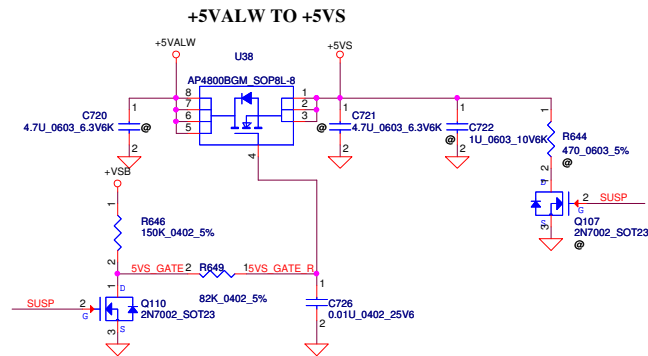 +5VALW TO +5VS
+5VALW
+5VS
U38
AP4800BGM_SOP8L-8
8
7
6
5
1
2
3
4
1
C720
4.7U_0603_6.3V6K
@
2
1
C721
@
4.7U_0603_6.3V6K
2
1
C722
@
1U_0603_10V6K
2
1
R644
470_0603_5%
@
2
1
D
SUSP
2
G
S
3
Q107
2N7002_SOT23
@
+VSB
1
R646
150K_0402_5%
2
5VS_GATE
2
R649
1
5VS_GATE_R
82K_0402_5%
1
D
SUSP
2
G
Q110
2N7002_SOT23
S
3
1
C726
0.01U_0402_25V6
2